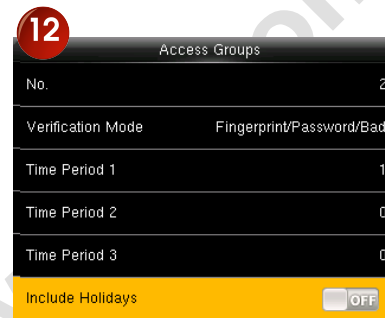 12
Access Groups
No. 2
Verification Mode Fingerprint/Password/Bad
Time Period 1 1
Time Period 2 0
Time Period 3 0
Include Holidays OFF